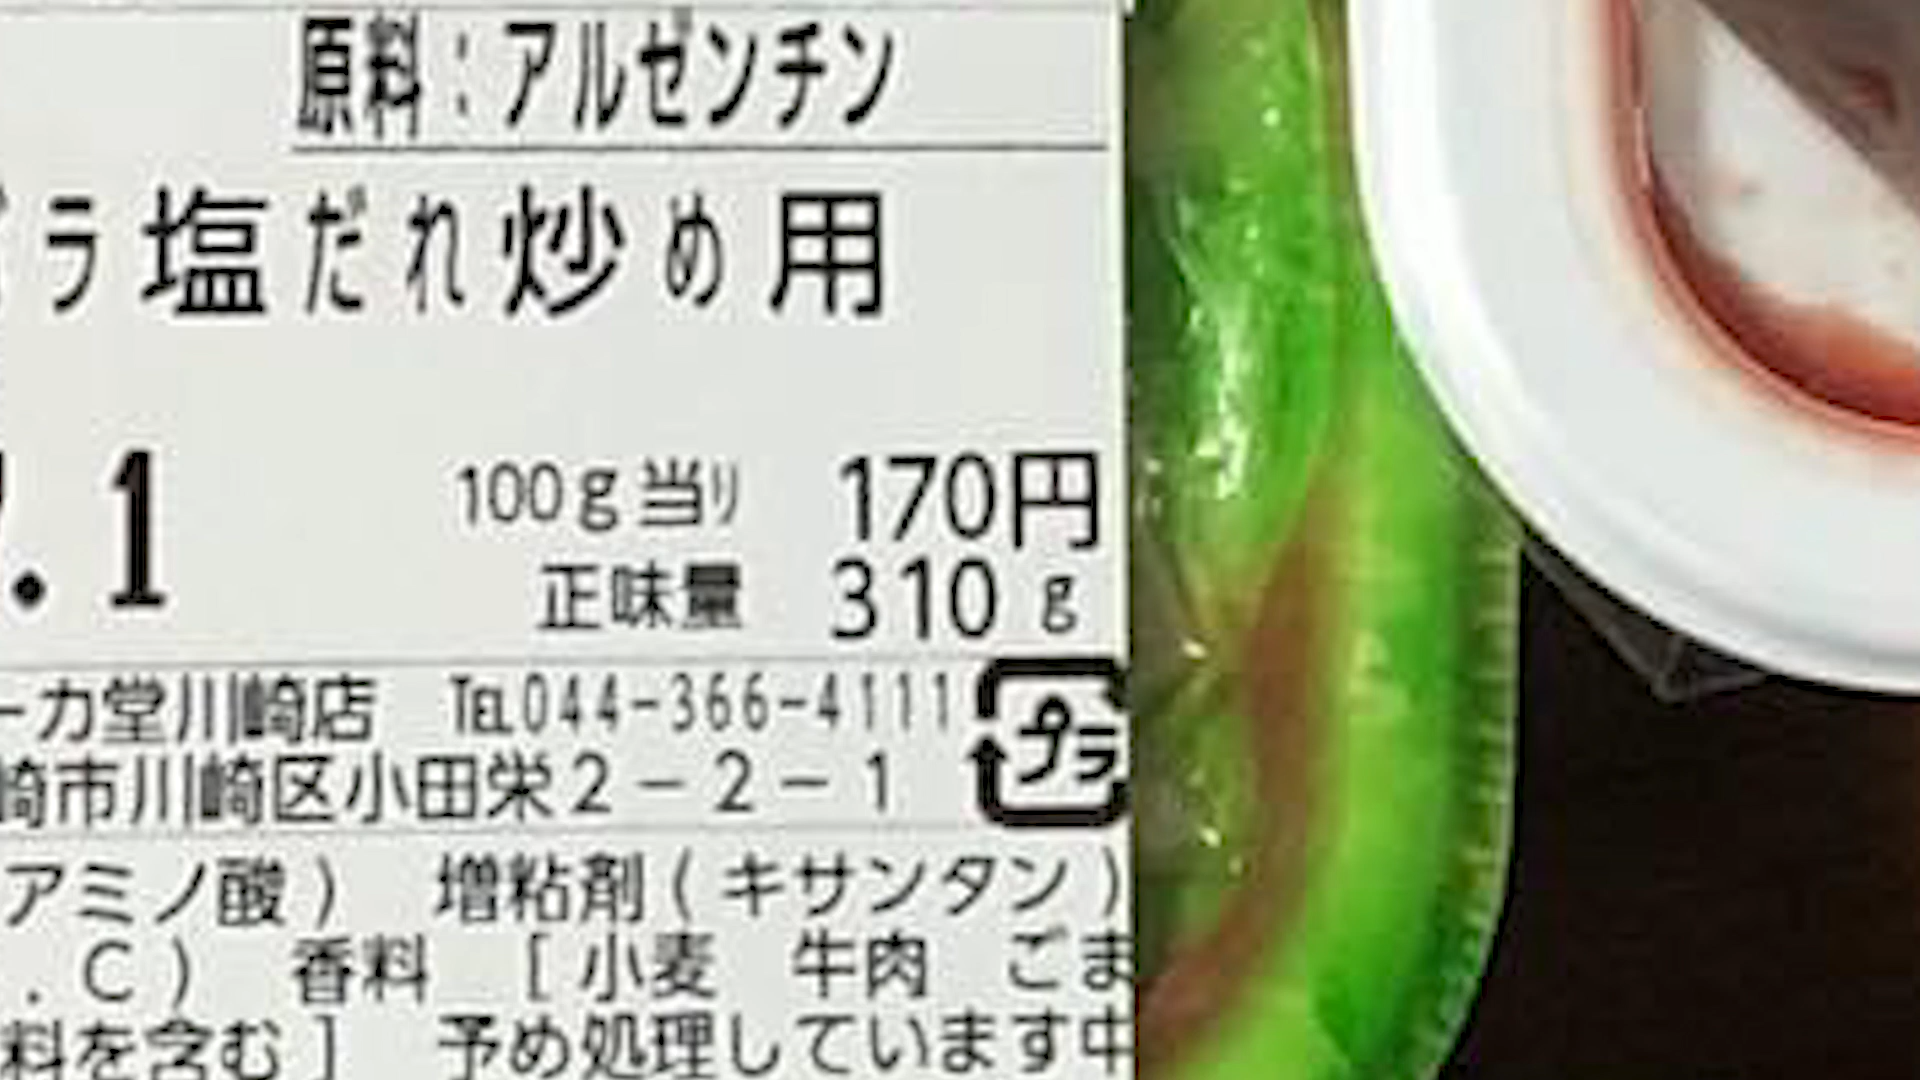 原料：アルゼンチン
ラ塩だれ炒め用
.1
100g当り 170円
正味量 310g
ーカ堂川崎店 TEL044-366-4111
プラ
崎市川崎区小田栄2－2－1
アミノ酸） 増粘剤（キサンタン）
.C） 香料 [小麦 牛肉 ごま
料を含む] 予め処理しています中